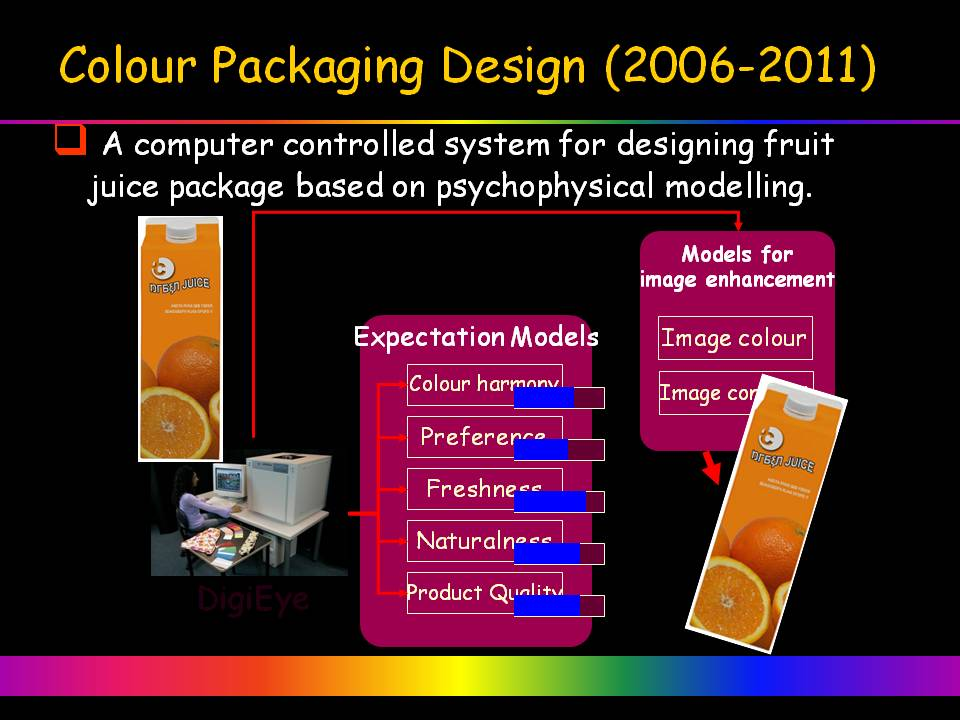 Colour Packaging Design (2006-2011)
A computer controlled system for designing fruit
juice package based on psychophysical modelling.
JUICE
Models for
image enhancement
Image colour
Expectation Models
Colour harmony
Preference
Freshness
Naturalness
Product Quality
JUICE
DigiEye